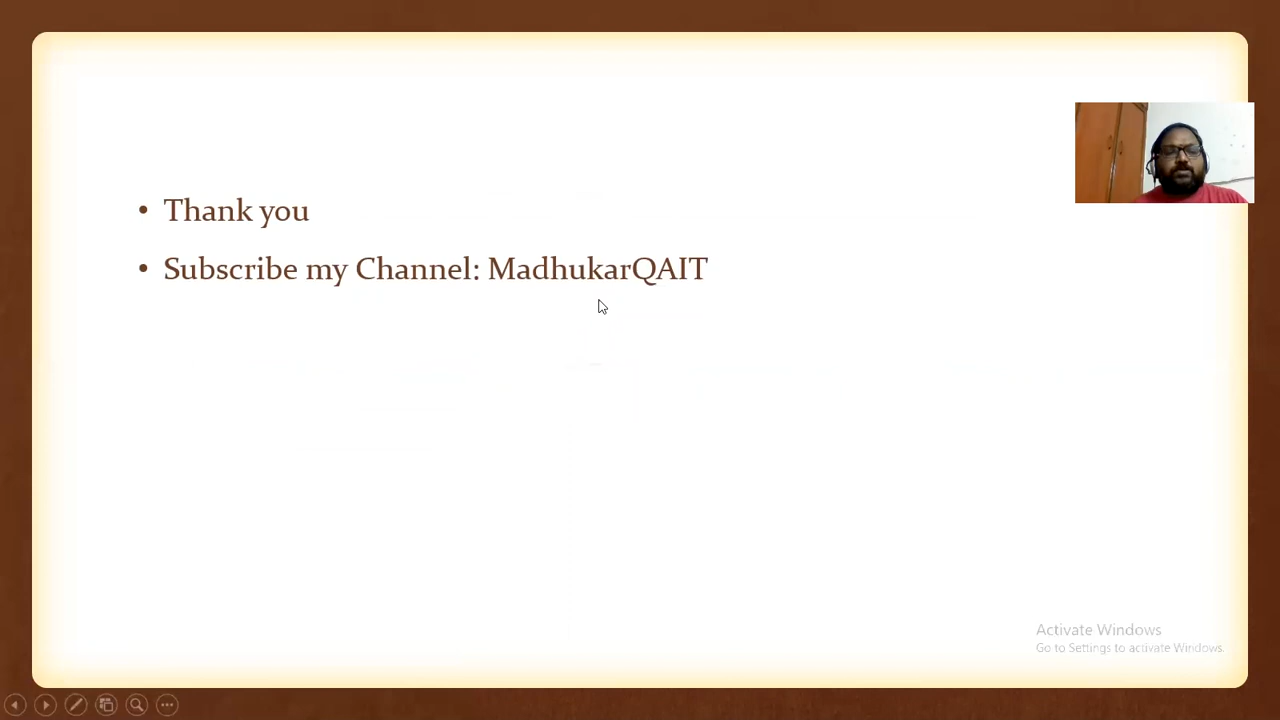 • Thank you
• Subscribe my Channel: MadhukarQAIT
Activate Windows
Go to Settings to activate Windows.